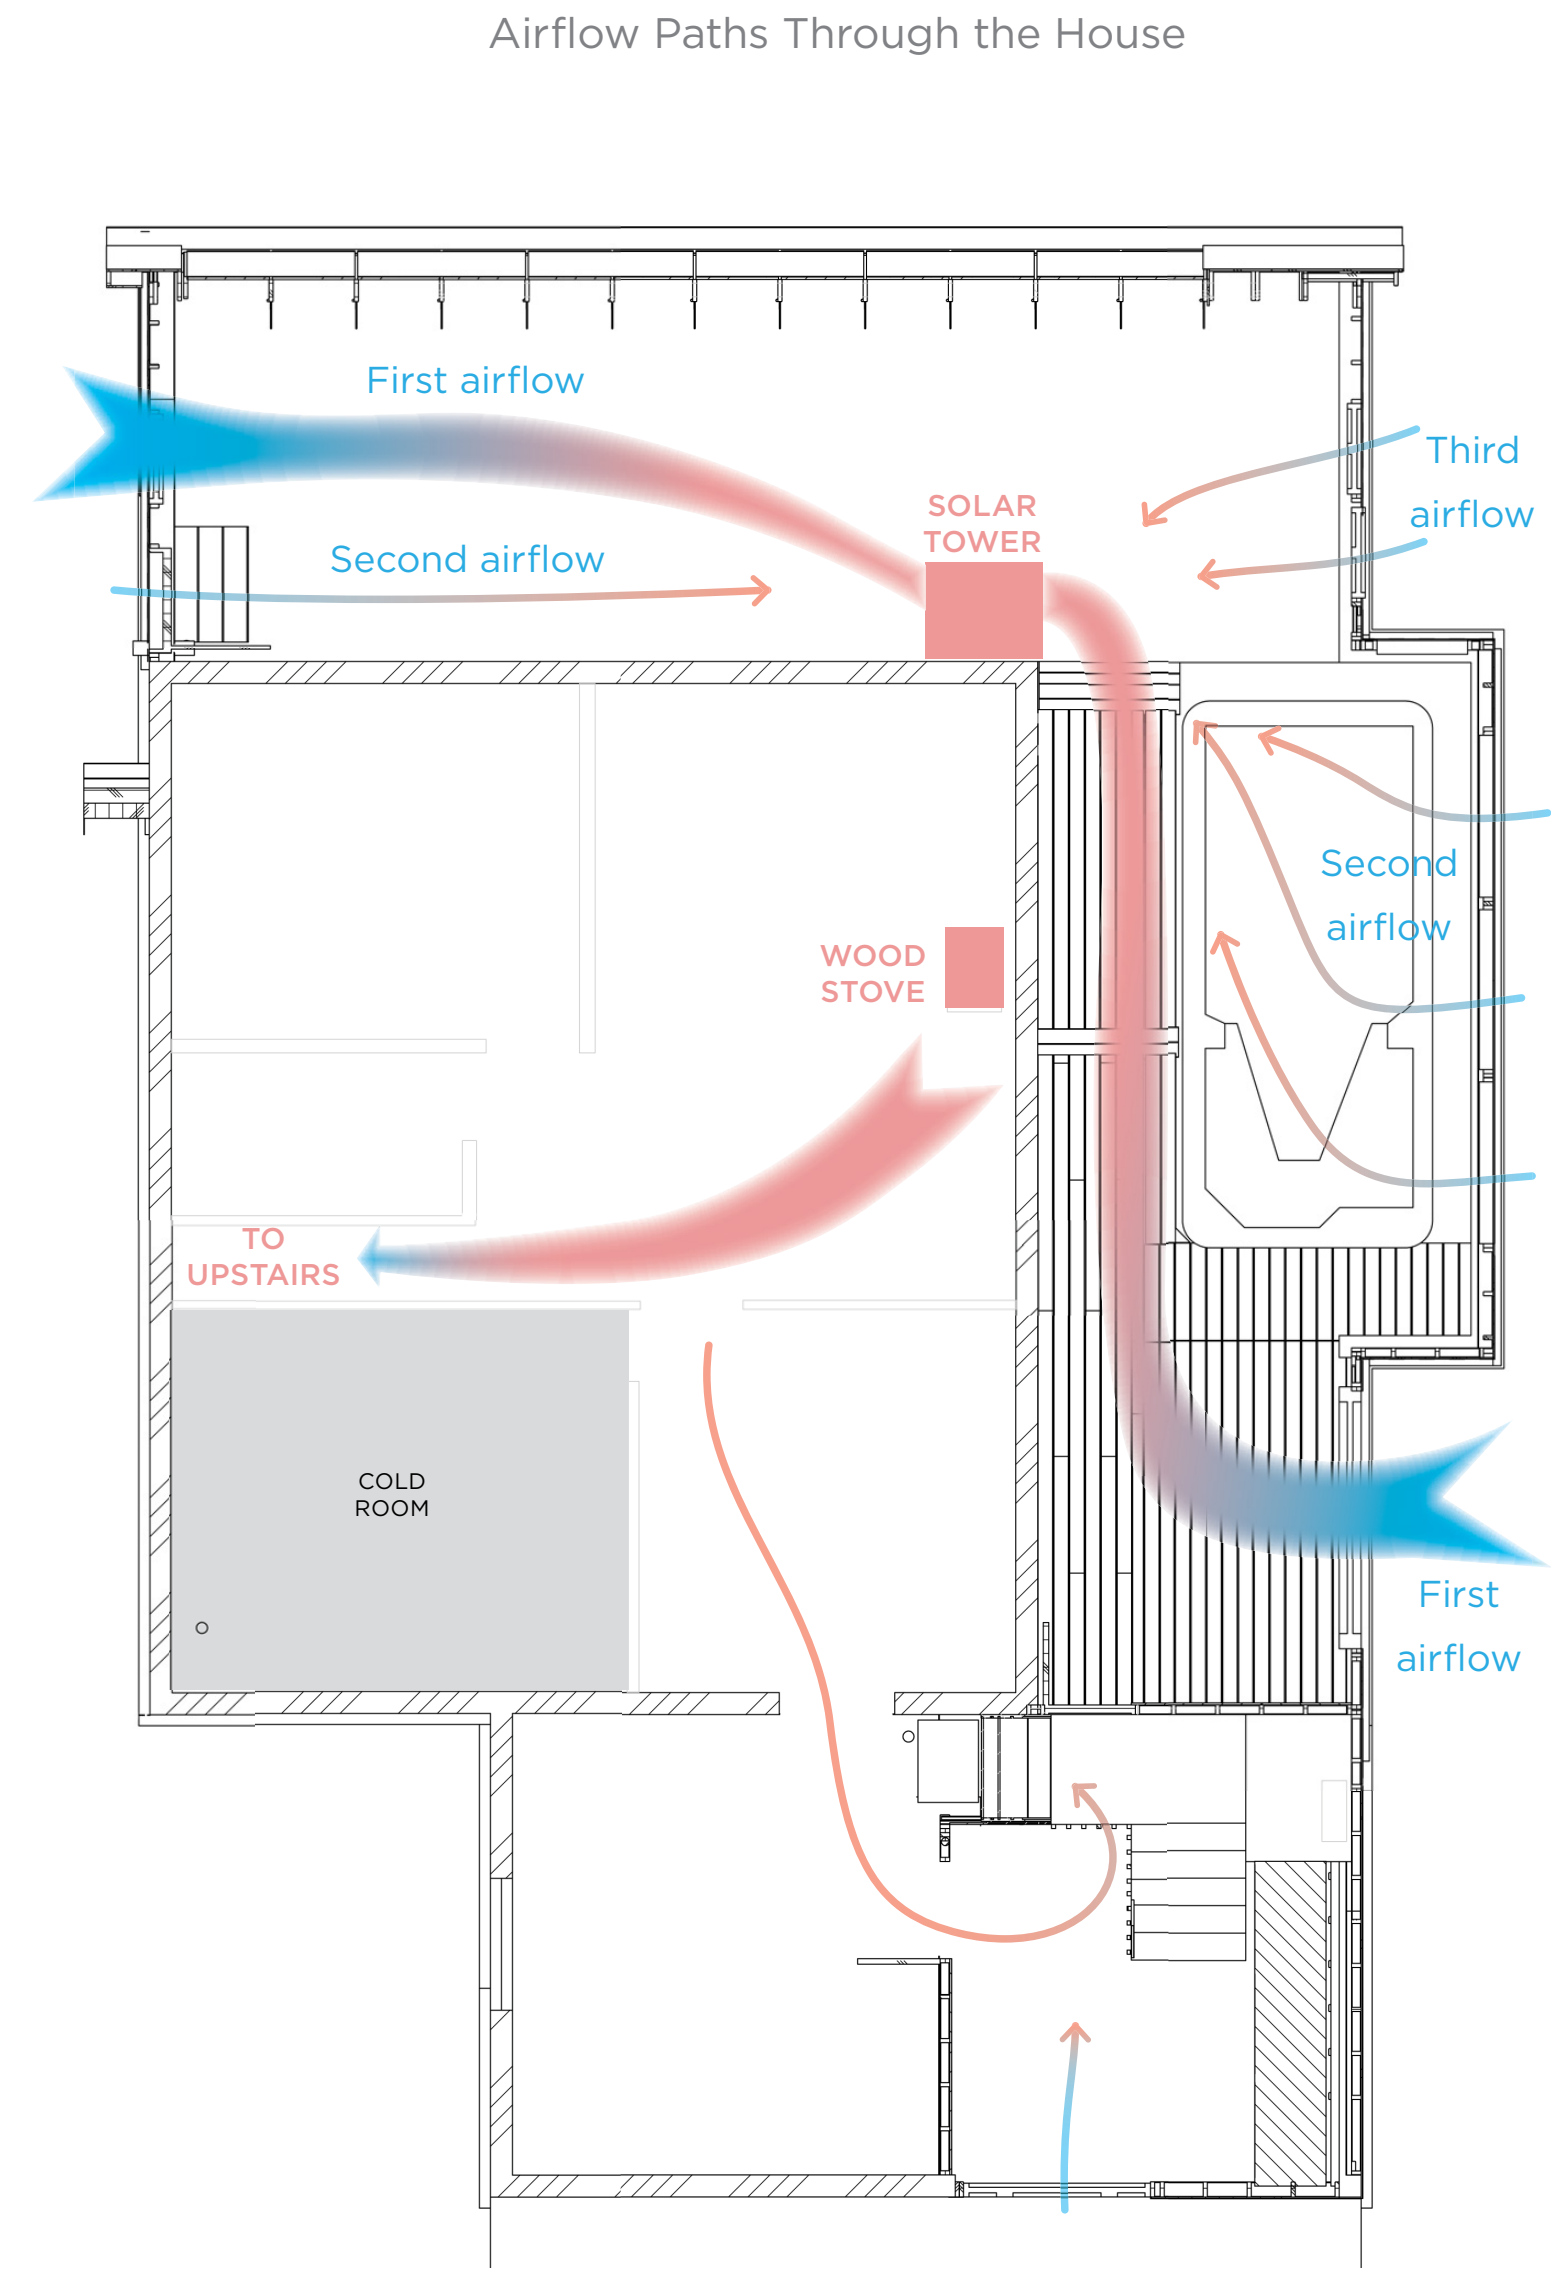 Airflow Paths Through the House
First airflow
Third
airflow
SOLAR
TOWER
Second airflow
Second
airflow
WOOD
STOVE
TO
UPSTAIRS
COLD
ROOM
First
airflow